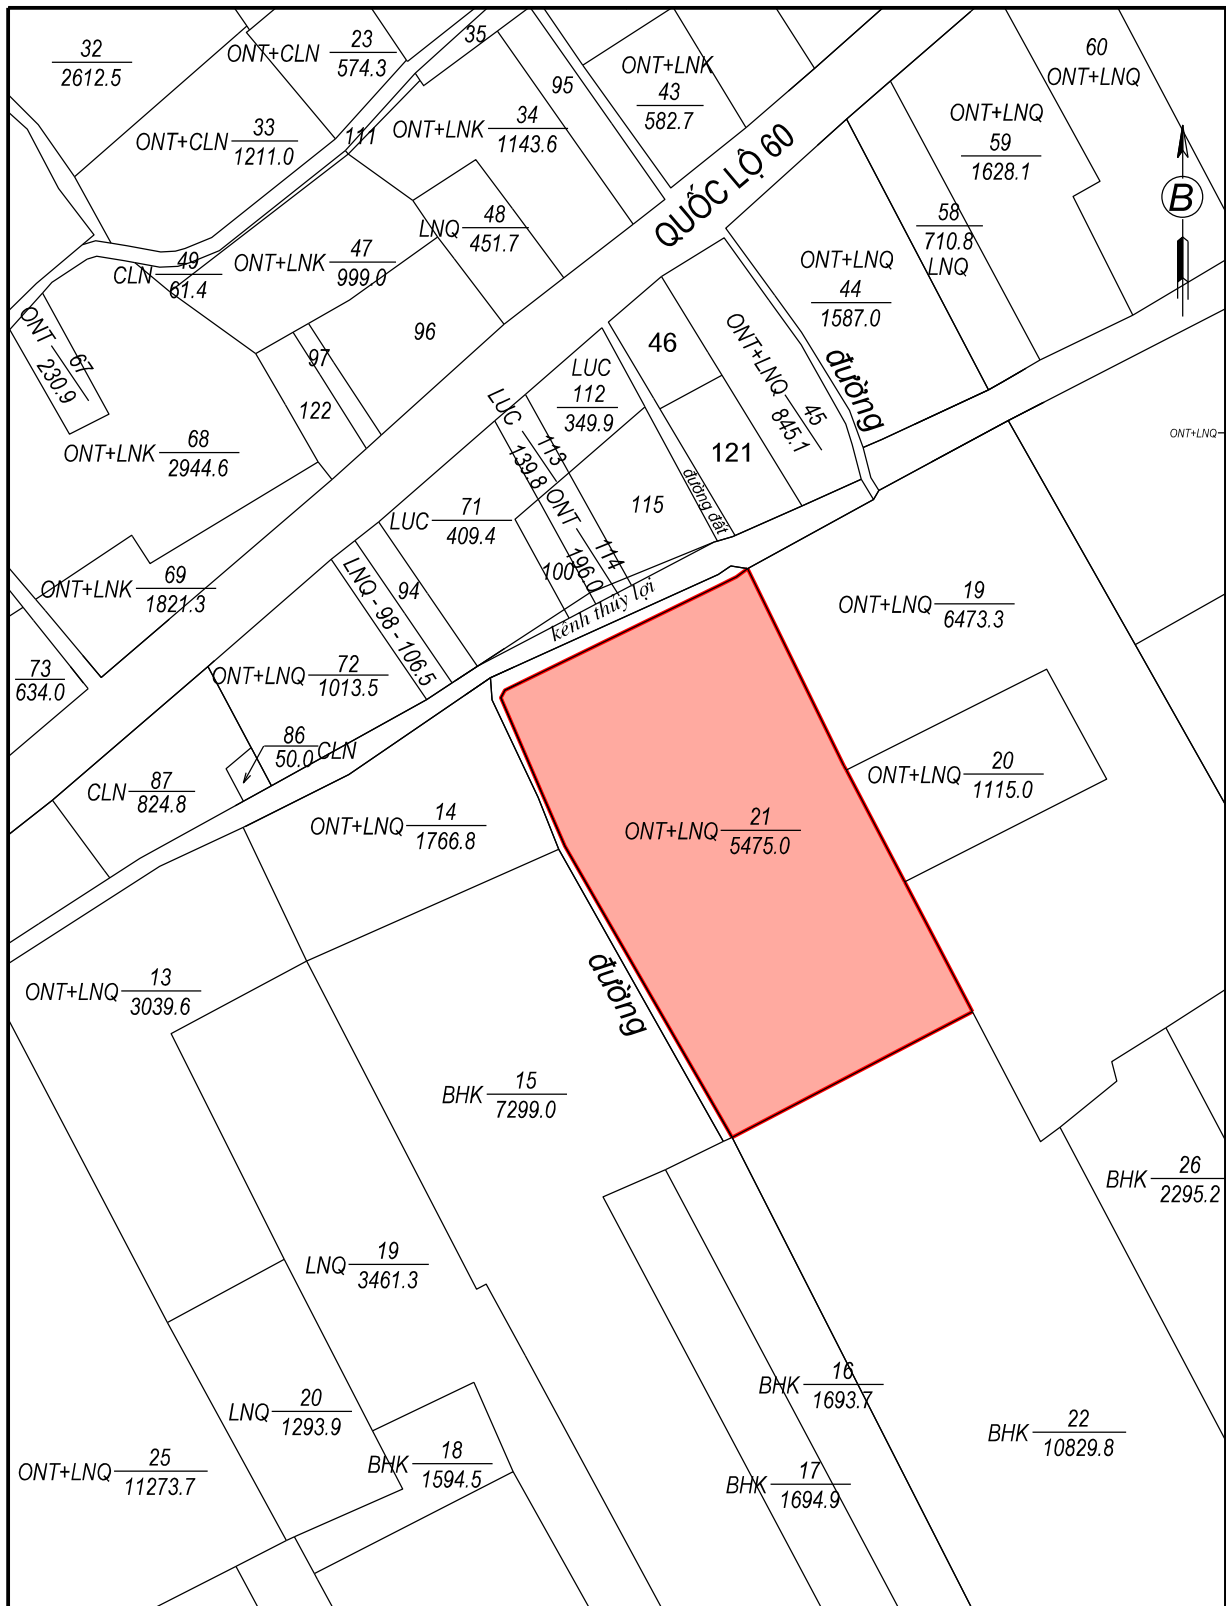 32
2612.5
ONT+CLN 23
574.3
35
ONT+LNK
43
582.7
60
ONT+LNQ
95
ONT+CLN 33
1211.0
111
ONT+LNK 34
1143.6
ONT+LNQ
59
1628.1
QUỐC LỘ 60
B
LNQ 48
451.7
58
710.8
LNQ
CLN 49
61.4
ONT+LNK 47
999.0
ONT+LNQ
44
1587.0
ONT 67
230.9
97
96
46
ONT+LNQ 45
845.1
đường
LUC
112
349.9
122
LUC 113
139.8
ONT+LNK 68
2944.6
121
ONT+LNQ
đường đất
115
LUC 71
409.4
ONT 114
196.0
100
ONT+LNK 69
1821.3
LNQ - 98 - 106.5
94
kênh thủy lợi
ONT+LNQ 19
6473.3
73
634.0
ONT+LNQ 72
1013.5
86
50.0 CLN
CLN 87
824.8
ONT+LNQ 20
1115.0
ONT+LNQ 14
1766.8
ONT+LNQ 21
5475.0
đường
ONT+LNQ 13
3039.6
BHK 15
7299.0
BHK 26
2295.2
LNQ 19
3461.3
BHK 16
1693.7
LNQ 20
1293.9
BHK 22
10829.8
ONT+LNQ 25
11273.7
BHK 18
1594.5
BHK 17
1694.9